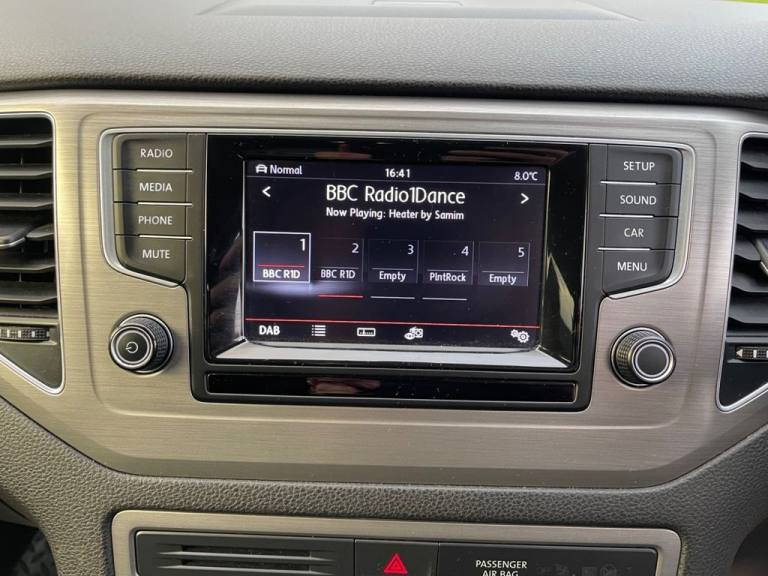 RADIO
MEDIA
PHONE
MUTE
Normal 16:41 8.0°C
< BBC Radio1Dance >
Now Playing: Heater by Samim
1 2 3 4 5
BBC R1D BBC R1D Empty PlntRock Empty
DAB
SETUP
SOUND
CAR
MENU
PASSENGER
AIR BAG